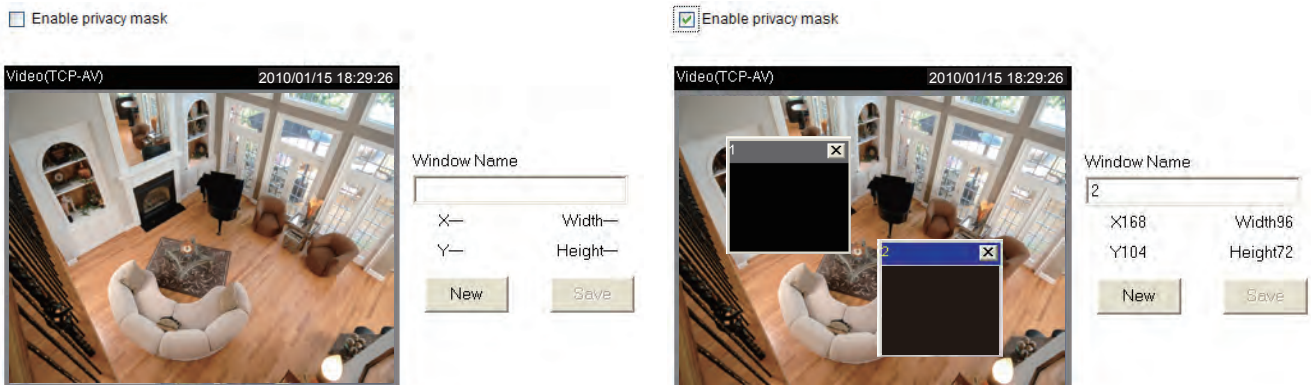 Enable privacy mask
Video(TCP-AV) 2010/01/15 18:29:26
Window Name
X— Width—
Y— Height—
New Save
Enable privacy mask
Video(TCP-AV) 2010/01/15 18:29:26
1
2
Window Name
2
X168 Width96
Y104 Height72
New Save